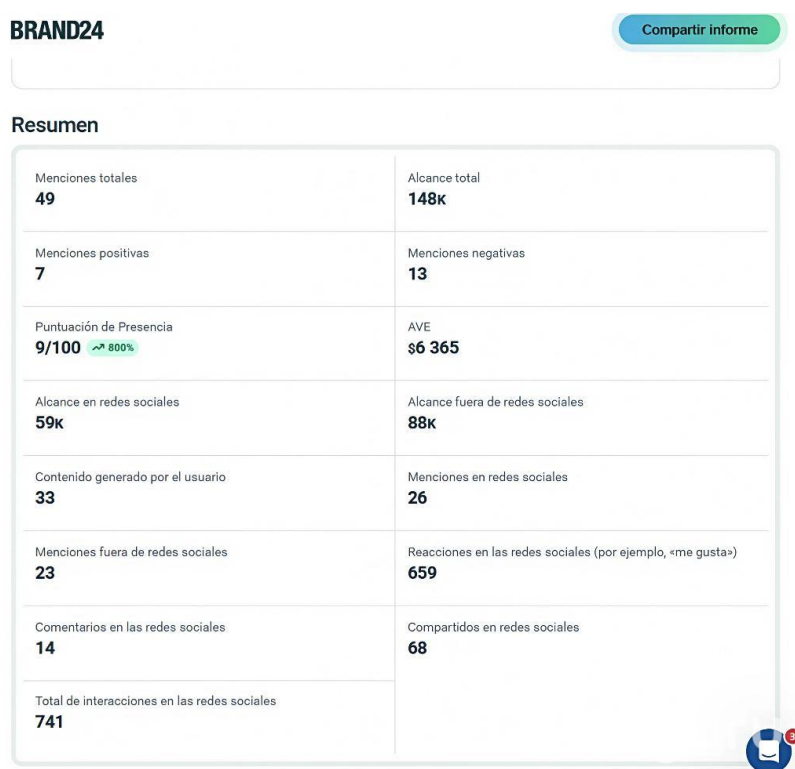 BRAND24
Compartir informe
Resumen
Menciones totales
49
Alcance total
148K
Menciones positivas
7
Menciones negativas
13
Puntuación de Presencia
9/100 800%
AVE
$6 365
Alcance en redes sociales
59K
Alcance fuera de redes sociales
88K
Contenido generado por el usuario
33
Menciones en redes sociales
26
Menciones fuera de redes sociales
23
Reacciones en las redes sociales (por ejemplo, «me gusta»)
659
Comentarios en las redes sociales
14
Compartidos en redes sociales
68
Total de interacciones en las redes sociales
741
3